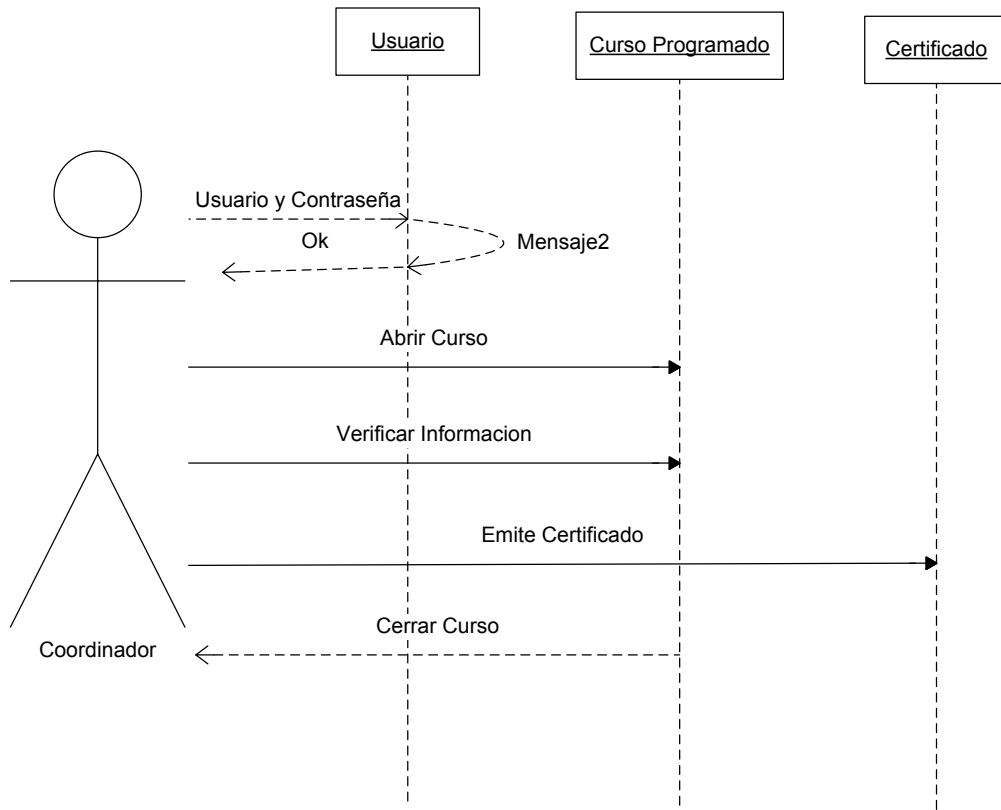 Usuario
Curso Programado
Certificado
Usuario y Contraseña
Ok
Mensaje2
Abrir Curso
Verificar Informacion
Emite Certificado
Cerrar Curso
Coordinador